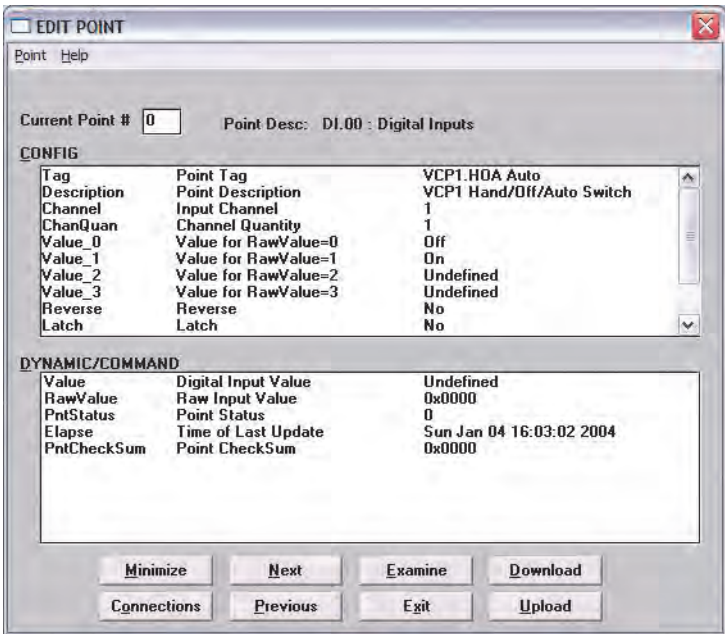 EDIT POINT
Point Help
Current Point # 0 Point Desc: DI.00 : Digital Inputs
CONFIG
Tag Point Tag VCP1.HOA Auto
Description Point Description VCP1 Hand/Off/Auto Switch
Channel Input Channel 1
ChanQuan Channel Quantity 1
Value_0 Value for RawValue=0 Off
Value_1 Value for RawValue=1 On
Value_2 Value for RawValue=2 Undefined
Value_3 Value for RawValue=3 Undefined
Reverse Reverse No
Latch Latch No
DYNAMIC/COMMAND
Value Digital Input Value Undefined
RawValue Raw Input Value 0x0000
PntStatus Point Status 0
Elapse Time of Last Update Sun Jan 04 16:03:02 2004
PntCheckSum Point CheckSum 0x0000
Minimize Next Examine Download
Connections Previous Exit Upload